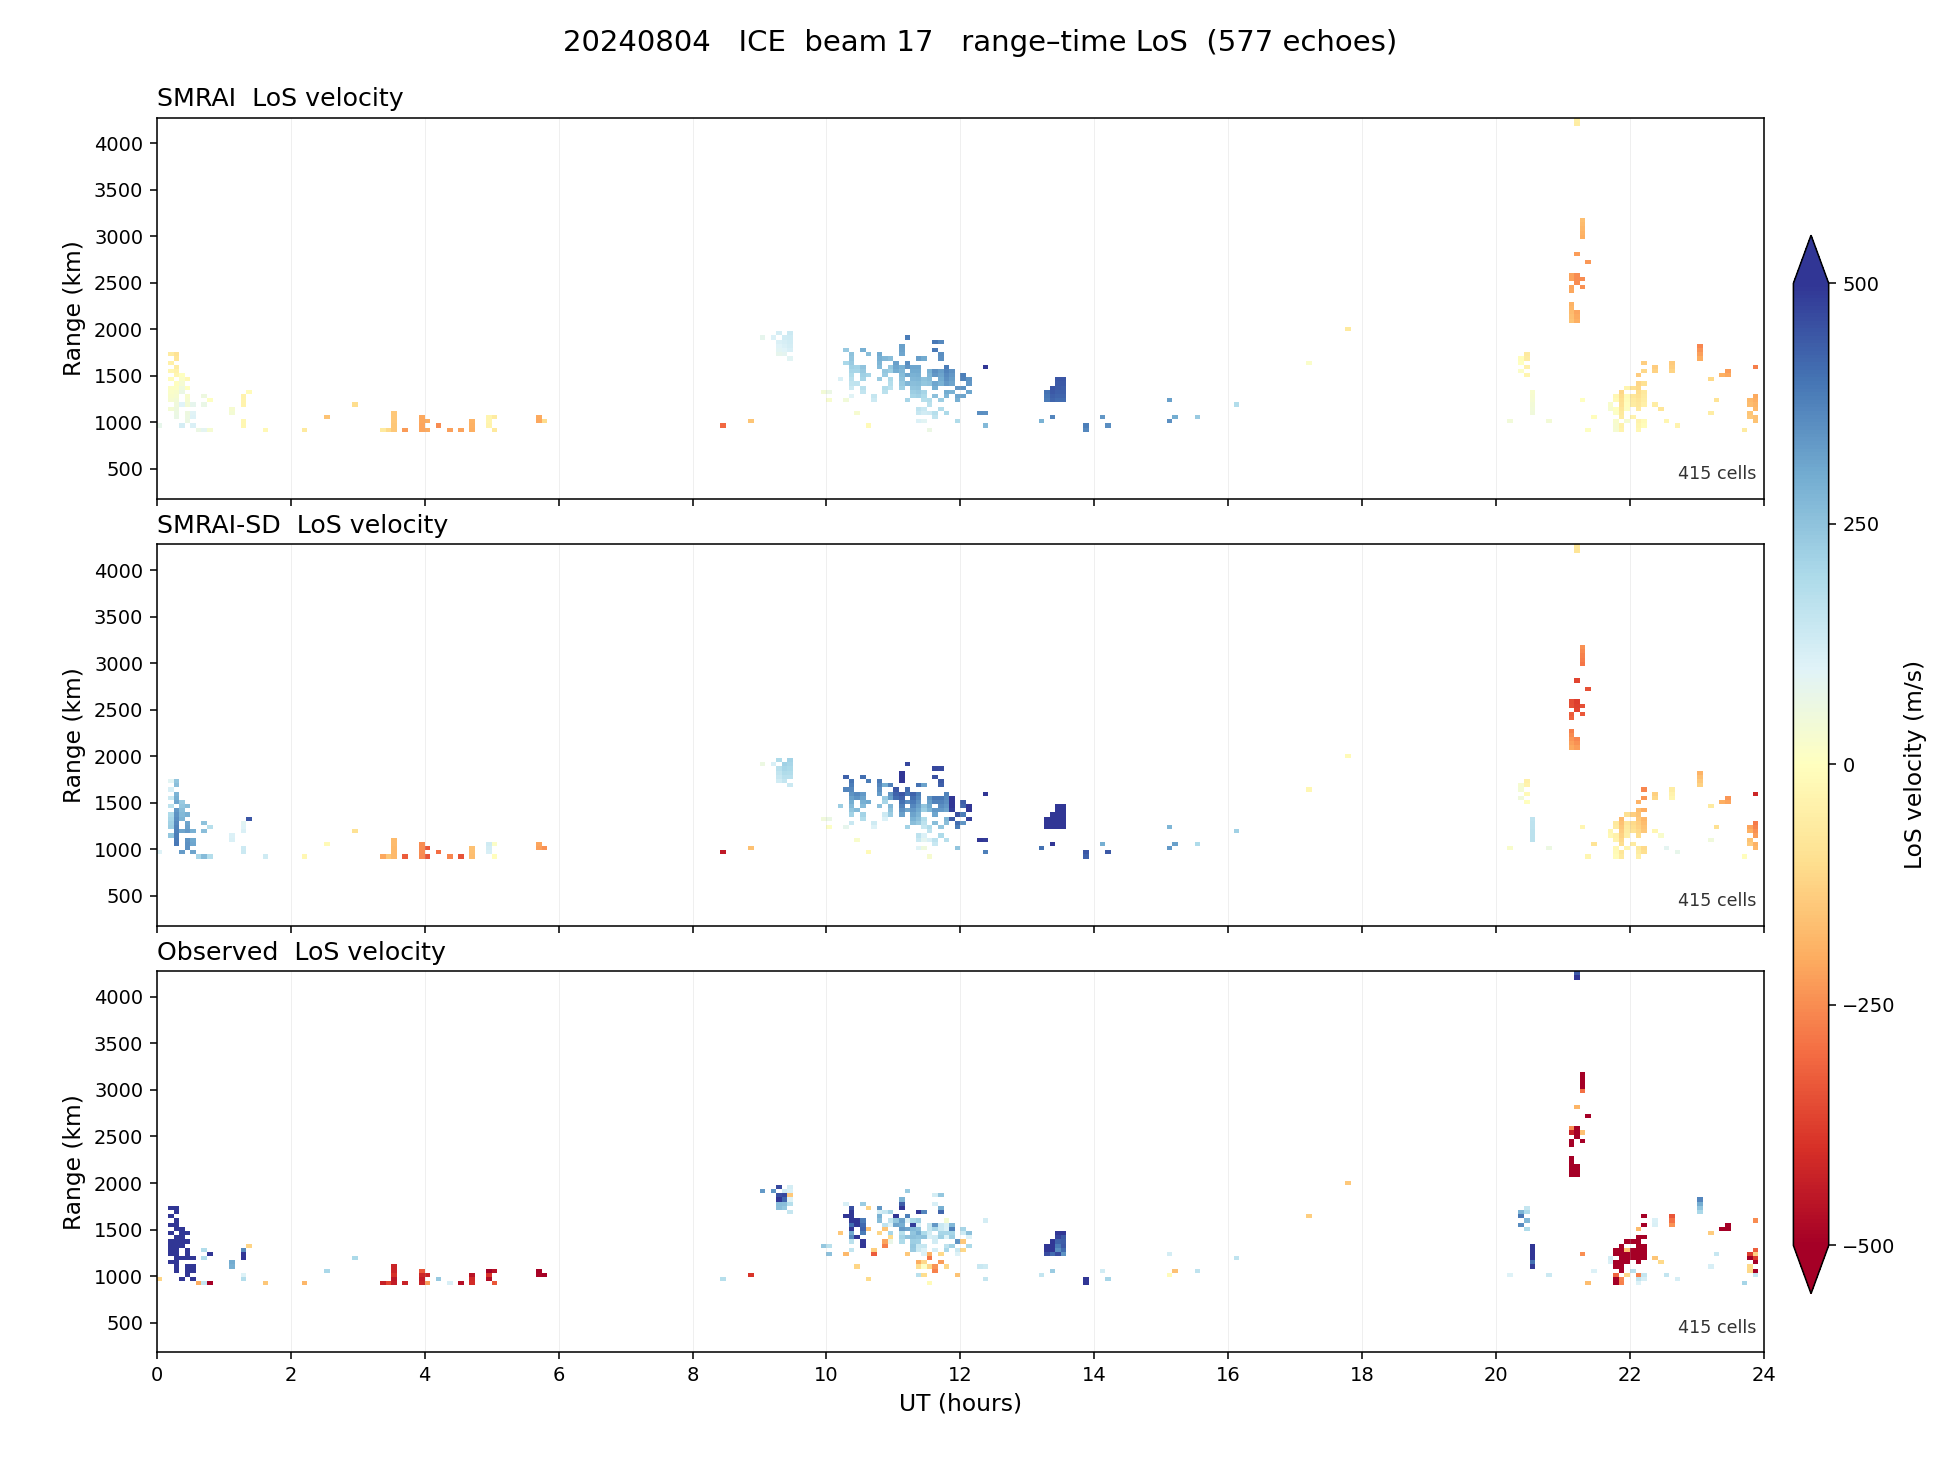 20240804   ICE  beam 17   range–time LoS  (577 echoes)
SMRAI  LoS velocity
4000
3500
3000
2500
2000
1500
1000
500
Range (km)
415 cells
SMRAI-SD  LoS velocity
4000
3500
3000
2500
2000
1500
1000
500
Range (km)
415 cells
Observed  LoS velocity
4000
3500
3000
2500
2000
1500
1000
500
Range (km)
415 cells
0 2 4 6 8 10 12 14 16 18 20 22 24
UT (hours)
500
250
0
−250
−500
LoS velocity (m/s)